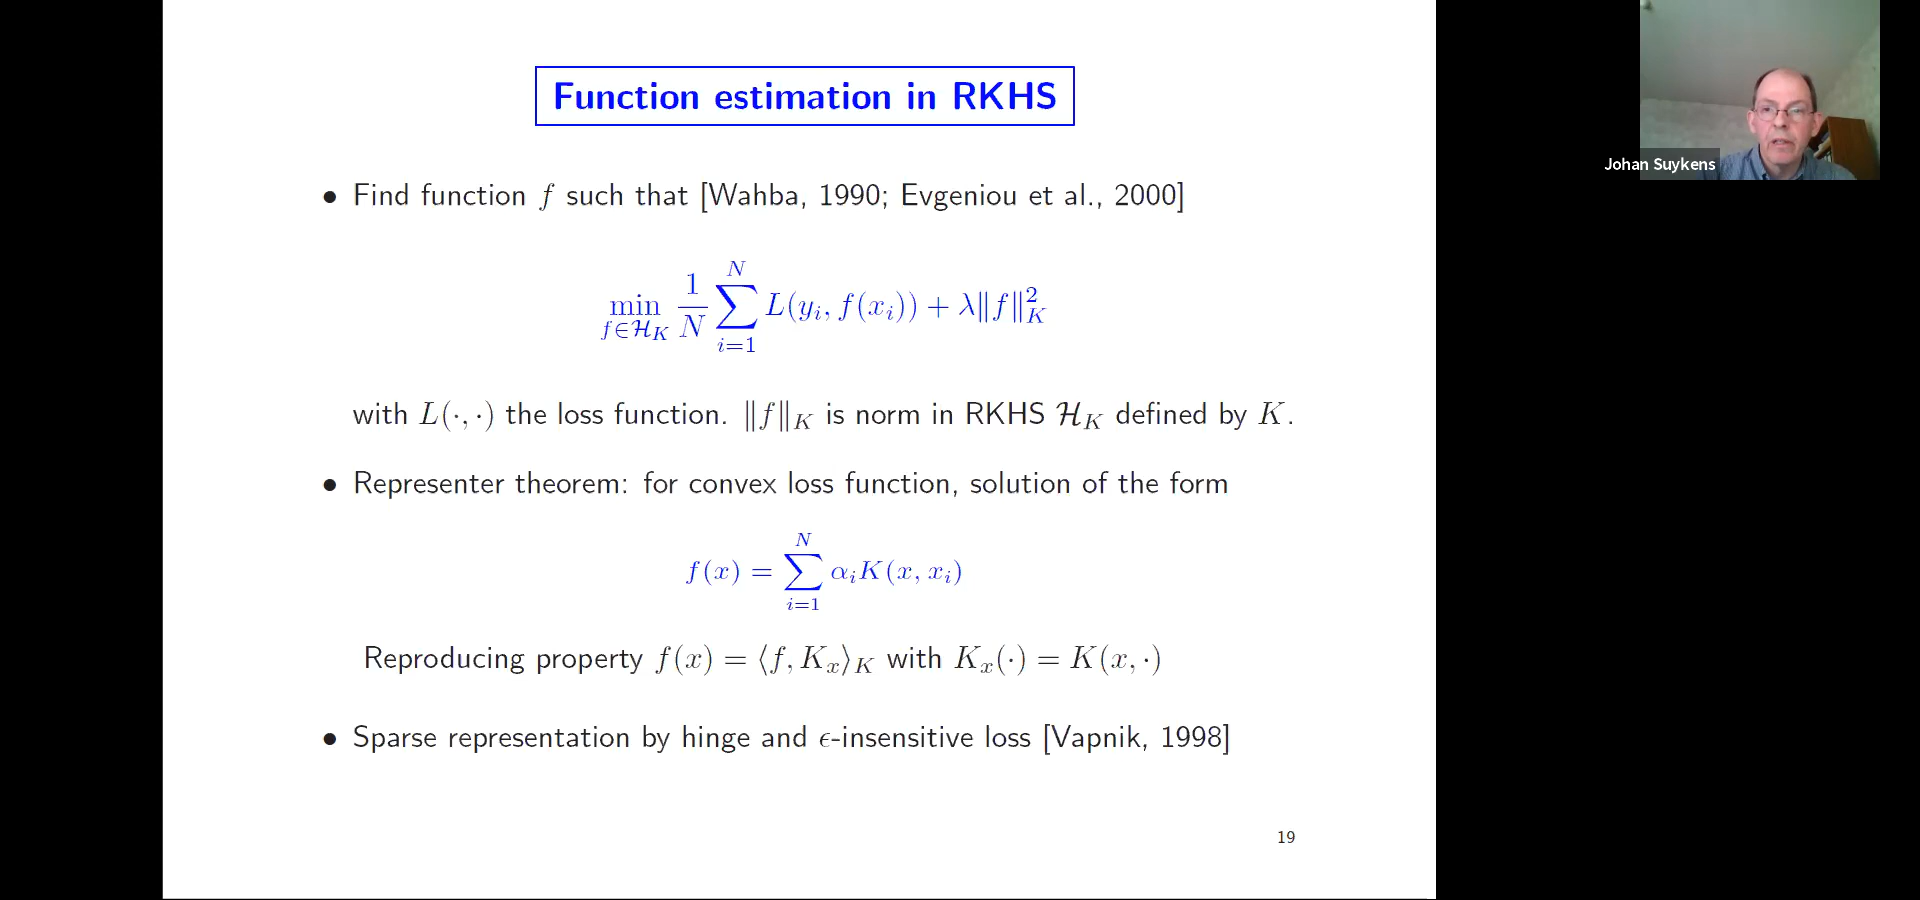 Function estimation in RKHS
Johan Suykens
• Find function f such that [Wahba, 1990; Evgeniou et al., 2000]
min_{f∈ℋ_K} 1/N ∑_{i=1}^{N} L(y_i, f(x_i)) + λ‖f‖_K^2
with L(·, ·) the loss function. ‖f‖_K is norm in RKHS ℋ_K defined by K.
• Representer theorem: for convex loss function, solution of the form
f(x) = ∑_{i=1}^{N} α_i K(x, x_i)
Reproducing property f(x) = ⟨f, K_x⟩_K with K_x(·) = K(x, ·)
• Sparse representation by hinge and ϵ-insensitive loss [Vapnik, 1998]
19